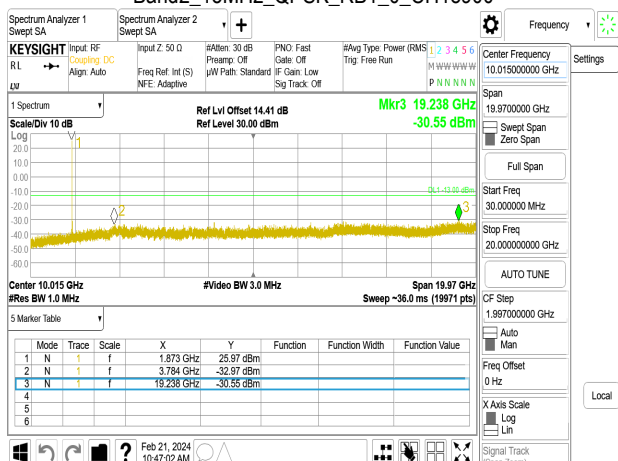 Spectrum Analyzer 1
Swept SA
Spectrum Analyzer 2
Swept SA
Frequency
Settings
KEYSIGHT
RL
Input: RF
Coupling: DC
Align: Auto
Input Z: 50 Ω
Freq Ref: Int (S)
NFE: Adaptive
#Atten: 30 dB
Preamp: Off
µW Path: Standard
PNO: Fast
Gate: Off
IF Gain: Low
Sig Track: Off
#Avg Type: Power (RMS
Trig: Free Run
1 2 3 4 5 6
M W W W W W
P N N N N N
1 Spectrum
Scale/Div 10 dB
Ref Lvl Offset 14.41 dB
Ref Level 30.00 dBm
Mkr3 19.238 GHz
-30.55 dBm
Log
20.0
10.0
0.00
-10.0
-20.0
-30.0
-40.0
-50.0
-60.0
1
2
3
Center 10.015 GHz
#Res BW 1.0 MHz
#Video BW 3.0 MHz
Span 19.97 GHz
Sweep ~36.0 ms (19971 pts)
5 Marker Table
Mode Trace Scale X Y Function Function Width Function Value
1 N 1 f 1.873 GHz 25.97 dBm
2 N 1 f 3.784 GHz -32.97 dBm
3 N 1 f 19.238 GHz -30.55 dBm
4
5
6
Feb 21, 2024
10:47:02 AM
Center Frequency
10.015000000 GHz
Span
19.9700000 GHz
Swept Span
Zero Span
Full Span
Start Freq
30.000000 MHz
Stop Freq
20.000000000 GHz
AUTO TUNE
CF Step
1.997000000 GHz
Auto
Man
Freq Offset
0 Hz
X Axis Scale
Log
Lin
Signal Track
Local